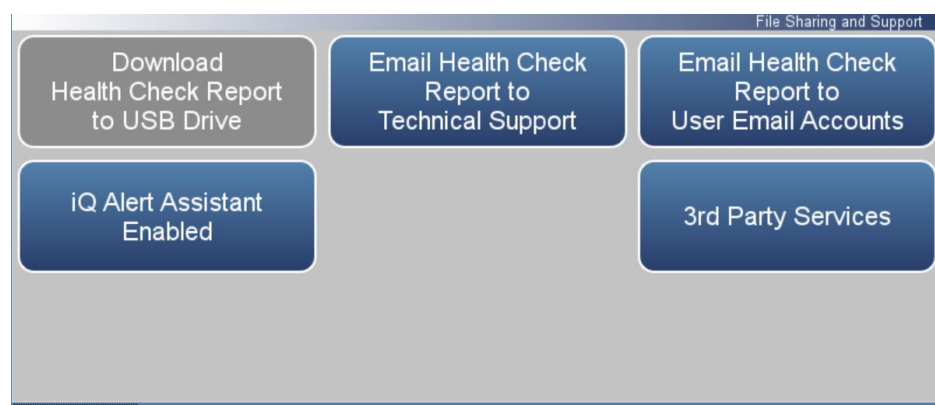 File Sharing and Support
Download
Health Check Report
to USB Drive
Email Health Check
Report to
Technical Support
Email Health Check
Report to
User Email Accounts
iQ Alert Assistant
Enabled
3rd Party Services